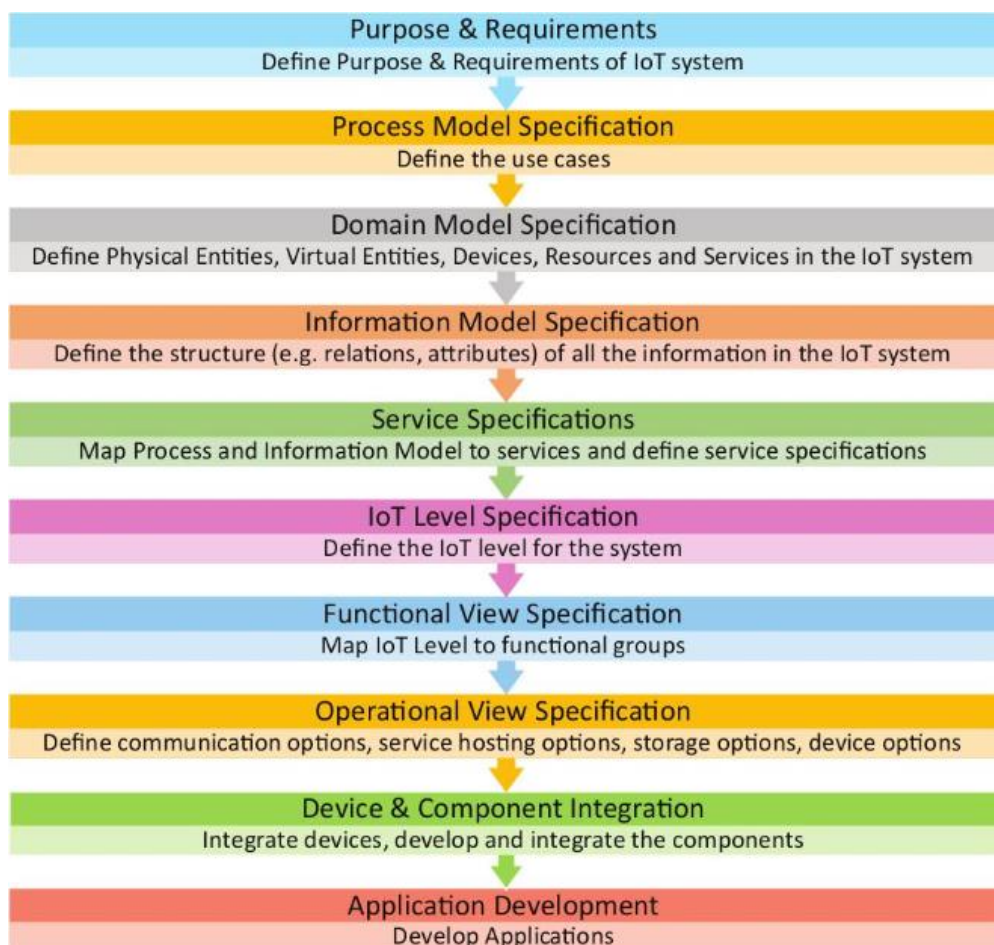 Purpose & Requirements
Define Purpose & Requirements of IoT system
Process Model Specification
Define the use cases
Domain Model Specification
Define Physical Entities, Virtual Entities, Devices, Resources and Services in the IoT system
Information Model Specification
Define the structure (e.g. relations, attributes) of all the information in the IoT system
Service Specifications
Map Process and Information Model to services and define service specifications
IoT Level Specification
Define the IoT level for the system
Functional View Specification
Map IoT Level to functional groups
Operational View Specification
Define communication options, service hosting options, storage options, device options
Device & Component Integration
Integrate devices, develop and integrate the components
Application Development
Develop Applications